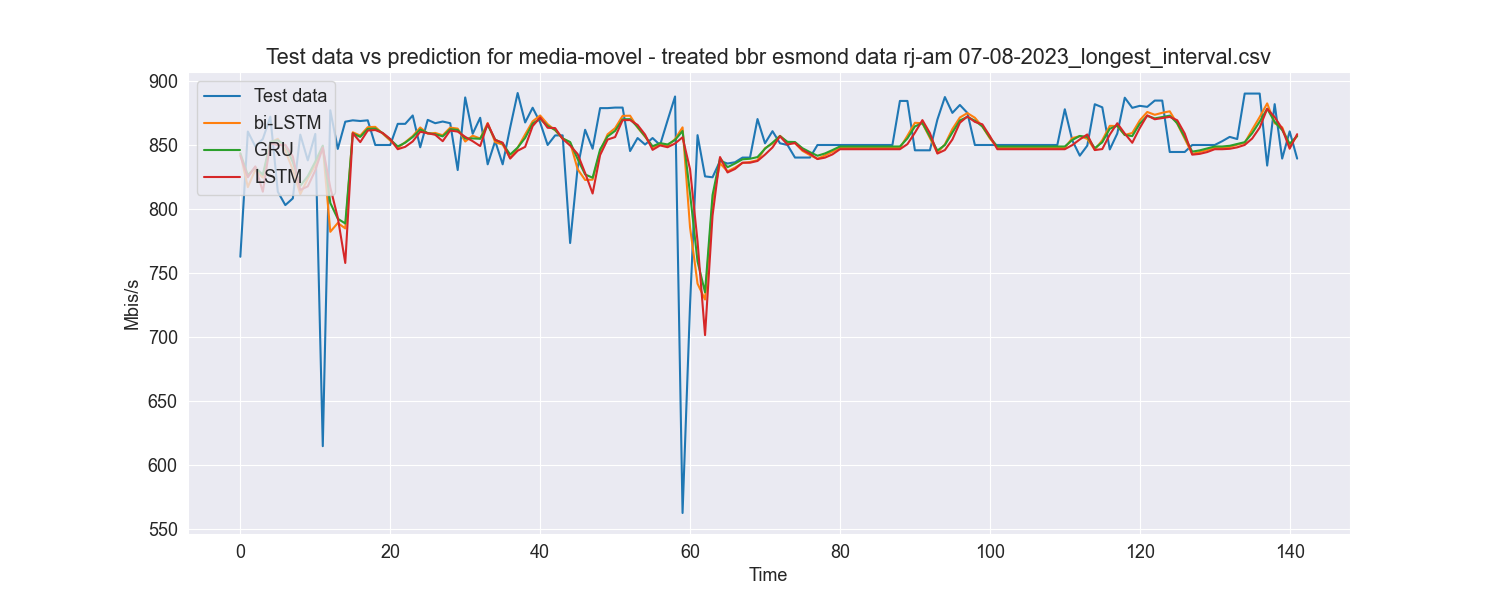 Test data vs prediction for media-movel - treated bbr esmond data rj-am 07-08-2023_longest_interval.csv
900
850
800
750
700
650
600
550
Mbis/s
Test data
bi-LSTM
GRU
LSTM
0 20 40 60 80 100 120 140
Time